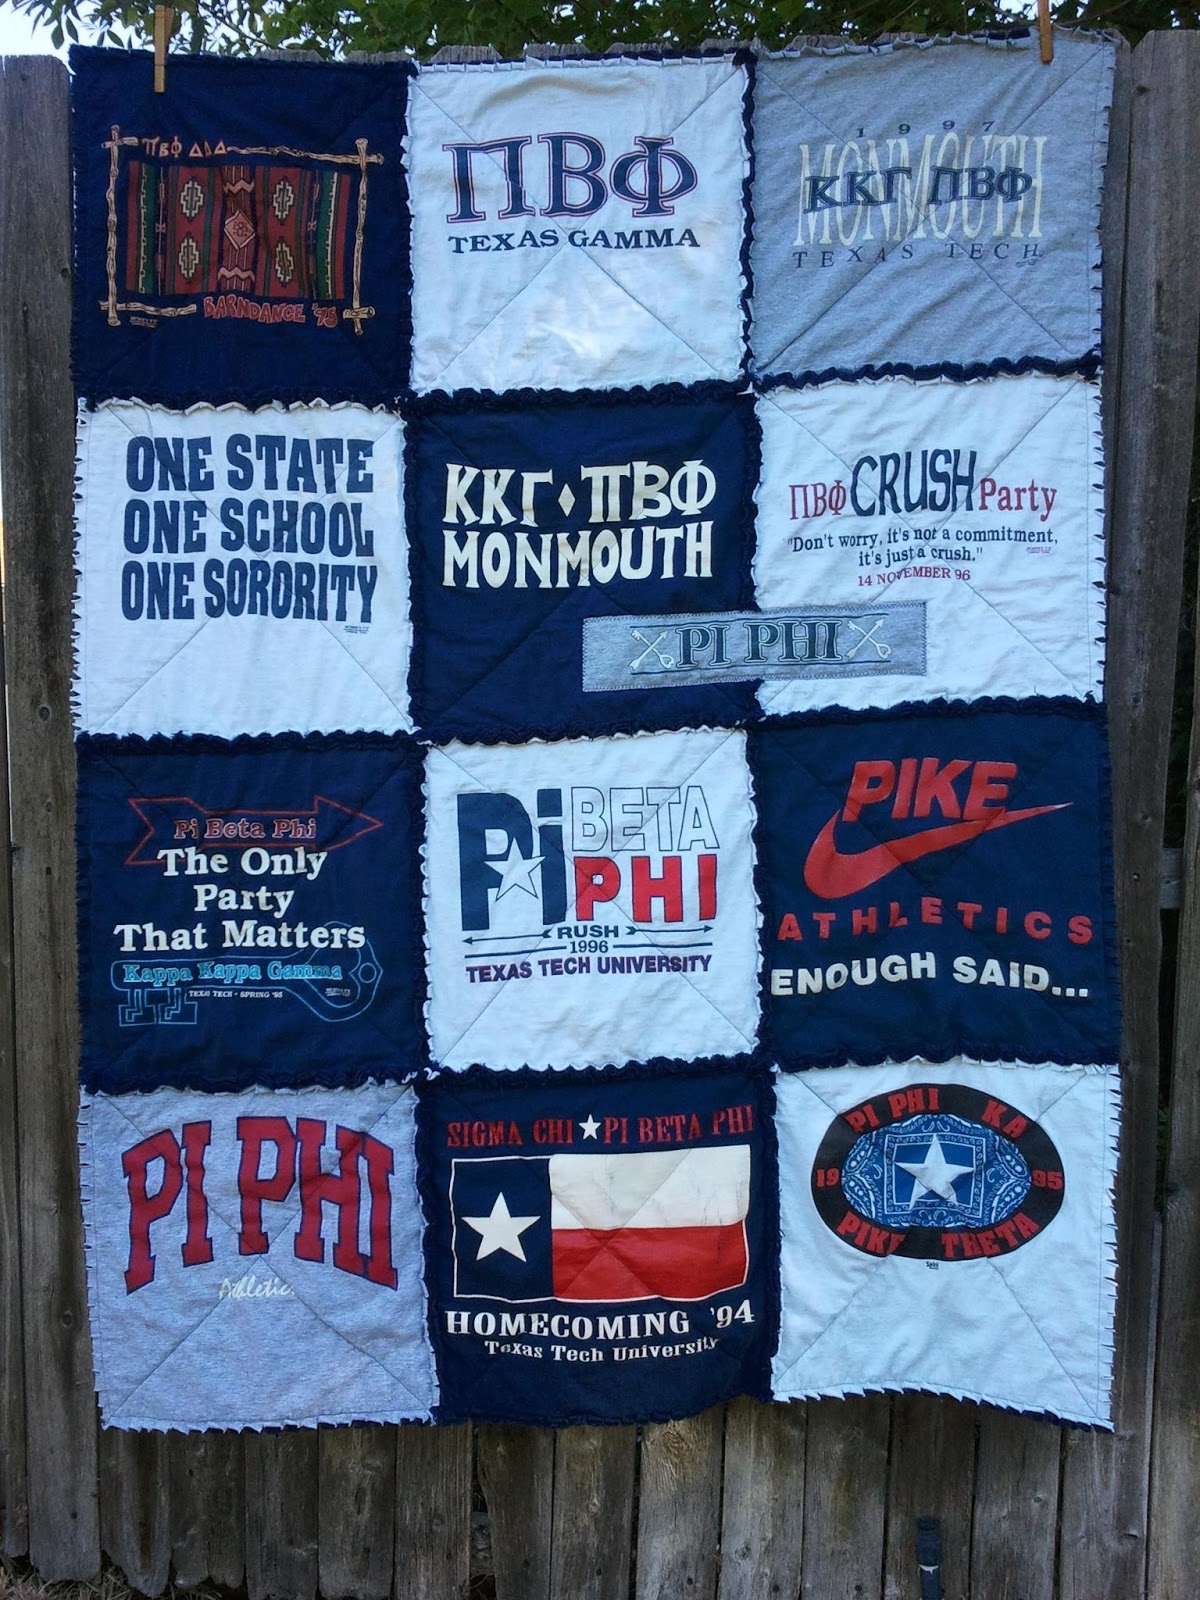 ΠΒΦ ΔΔΔ
BARNDANCE '95
ΠΒΦ
TEXAS GAMMA
1997
MONMOUTH
ΚΚΓ ΠΒΦ
TEXAS TECH
ONE STATE
ONE SCHOOL
ONE SORORITY
ΚΚΓ ♦ ΠΒΦ
MONMOUTH
ΠΒΦ CRUSH Party
"Don't worry, it's not a commitment,
it's just a crush."
14 NOVEMBER 96
PI PHI
Pi Beta Phi
The Only
Party
That Matters
Kappa Kappa Gamma
TEXAS TECH • SPRING '95
Pi BETA
PHI
RUSH
1996
TEXAS TECH UNIVERSITY
PIKE
ATHLETICS
ENOUGH SAID...
PI PHI
Athletic
SIGMA CHI ★ PI BETA PHI
HOMECOMING '94
Texas Tech University
PI PHI KA
1995
PIKE THETA